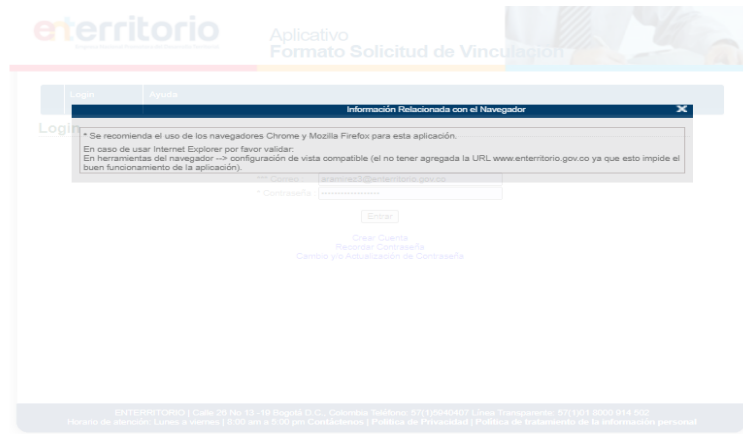 enterritorio
Aplicativo
Formato Solicitud de Vinculación
Login Ayuda
Información Relacionada con el Navegador X
Login
* Se recomienda el uso de los navegadores Chrome y Mozilla Firefox para esta aplicación.
En caso de usar Internet Explorer por favor validar:
En herramientas del navegador --> configuración de vista compatible (el no tener agregada la URL www.enterritorio.gov.co ya que esto impide el
buen funcionamiento de la aplicación).
*** Correo : aramirez3@enterritorio.gov.co
* Contraseña :
Entrar
Crear Cuenta
Recordar Contraseña
Cambio y/o Actualización de Contraseña
ENTERRITORIO | Calle 26 No 13 -19 Bogotá D.C., Colombia Teléfono: 57(1)5940407 Línea Transparente: 57(1)01 8000 914 502
Horario de atención: Lunes a viernes | 8:00 am a 5:00 pm Contáctenos | Política de Privacidad | Política de tratamiento de la información personal